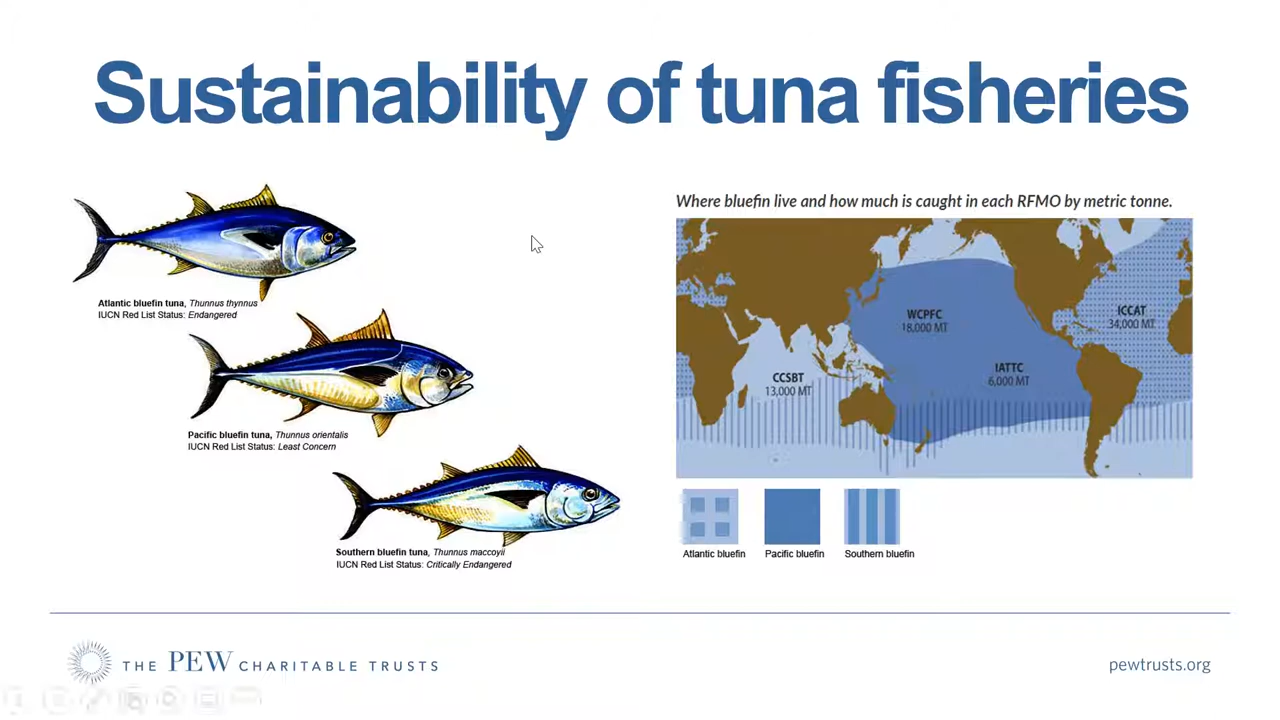 Sustainability of tuna fisheries
Atlantic bluefin tuna, Thunnus thynnus
IUCN Red List Status: Endangered
Pacific bluefin tuna, Thunnus orientalis
IUCN Red List Status: Least Concern
Southern bluefin tuna, Thunnus maccoyii
IUCN Red List Status: Critically Endangered
Where bluefin live and how much is caught in each RFMO by metric tonne.
WCPFC
18,000 MT
ICCAT
34,000 MT
CCSBT
13,000 MT
IATTC
6,000 MT
Atlantic bluefin
Pacific bluefin
Southern bluefin
THE PEW CHARITABLE TRUSTS
pewtrusts.org